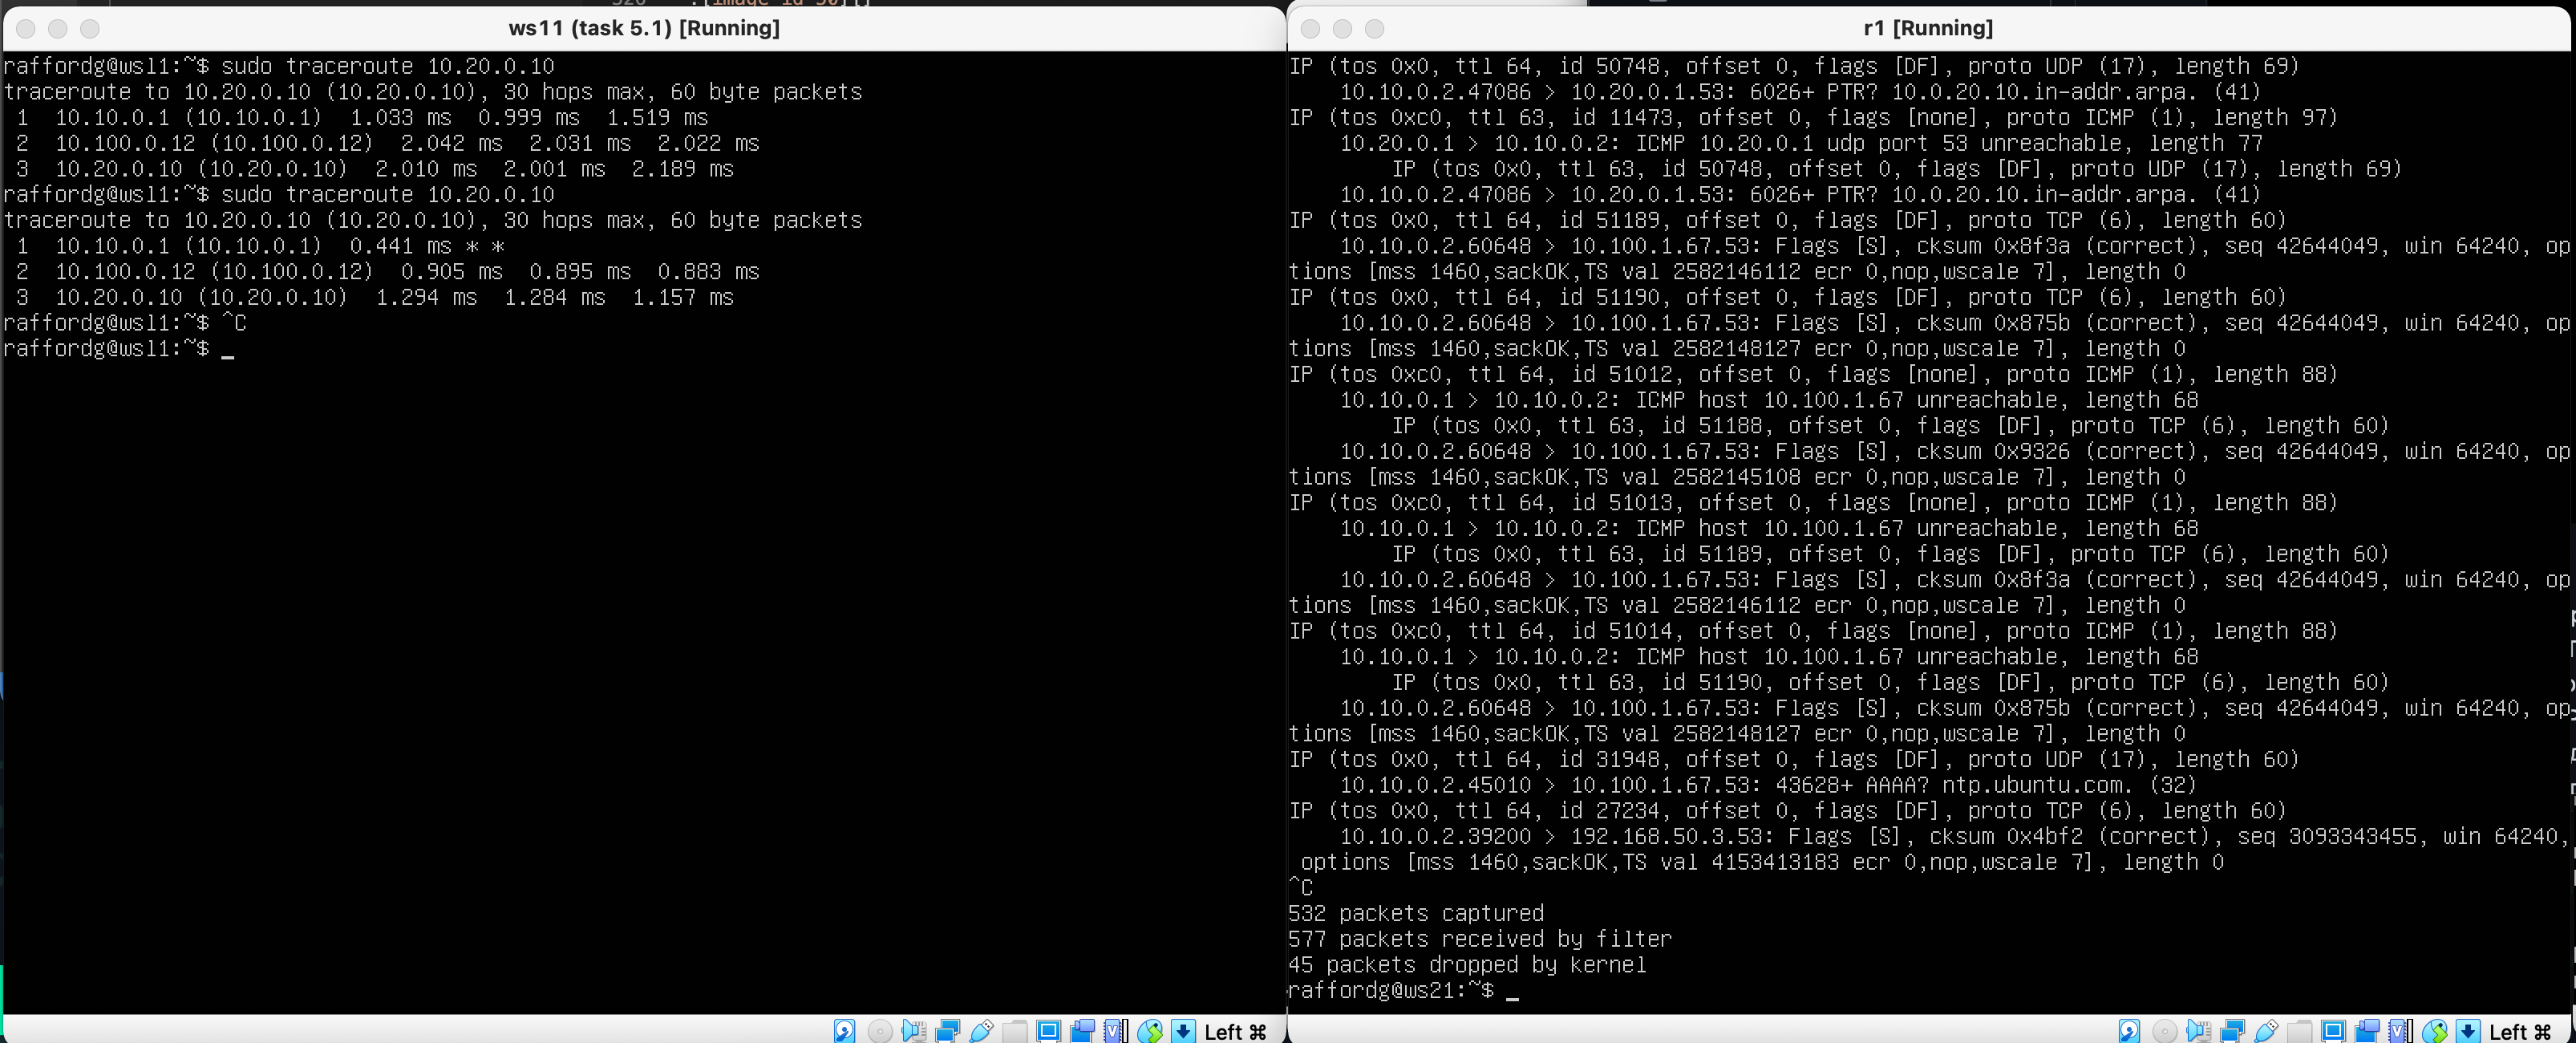 ws11 (task 5.1) [Running]
raffordg@wsl1:~$ sudo traceroute 10.20.0.10
traceroute to 10.20.0.10 (10.20.0.10), 30 hops max, 60 byte packets
 1  10.10.0.1 (10.10.0.1)  1.033 ms  0.999 ms  1.519 ms
 2  10.100.0.12 (10.100.0.12)  2.042 ms  2.031 ms  2.022 ms
 3  10.20.0.10 (10.20.0.10)  2.010 ms  2.001 ms  2.189 ms
raffordg@wsl1:~$ sudo traceroute 10.20.0.10
traceroute to 10.20.0.10 (10.20.0.10), 30 hops max, 60 byte packets
 1  10.10.0.1 (10.10.0.1)  0.441 ms * *
 2  10.100.0.12 (10.100.0.12)  0.905 ms  0.895 ms  0.883 ms
 3  10.20.0.10 (10.20.0.10)  1.294 ms  1.284 ms  1.157 ms
raffordg@wsl1:~$ ^C
raffordg@wsl1:~$ _
Left ⌘
r1 [Running]
IP (tos 0x0, ttl 64, id 50748, offset 0, flags [DF], proto UDP (17), length 69)
    10.10.0.2.47086 > 10.20.0.1.53: 6026+ PTR? 10.0.20.10.in-addr.arpa. (41)
IP (tos 0xc0, ttl 63, id 11473, offset 0, flags [none], proto ICMP (1), length 97)
    10.20.0.1 > 10.10.0.2: ICMP 10.20.0.1 udp port 53 unreachable, length 77
        IP (tos 0x0, ttl 63, id 50748, offset 0, flags [DF], proto UDP (17), length 69)
    10.10.0.2.47086 > 10.20.0.1.53: 6026+ PTR? 10.0.20.10.in-addr.arpa. (41)
IP (tos 0x0, ttl 64, id 51189, offset 0, flags [DF], proto TCP (6), length 60)
    10.10.0.2.60648 > 10.100.1.67.53: Flags [S], cksum 0x8f3a (correct), seq 42644049, win 64240, op
tions [mss 1460,sackOK,TS val 2582146112 ecr 0,nop,wscale 7], length 0
IP (tos 0x0, ttl 64, id 51190, offset 0, flags [DF], proto TCP (6), length 60)
    10.10.0.2.60648 > 10.100.1.67.53: Flags [S], cksum 0x875b (correct), seq 42644049, win 64240, op
tions [mss 1460,sackOK,TS val 2582148127 ecr 0,nop,wscale 7], length 0
IP (tos 0xc0, ttl 64, id 51012, offset 0, flags [none], proto ICMP (1), length 88)
    10.10.0.1 > 10.10.0.2: ICMP host 10.100.1.67 unreachable, length 68
        IP (tos 0x0, ttl 63, id 51188, offset 0, flags [DF], proto TCP (6), length 60)
    10.10.0.2.60648 > 10.100.1.67.53: Flags [S], cksum 0x9326 (correct), seq 42644049, win 64240, op
tions [mss 1460,sackOK,TS val 2582145108 ecr 0,nop,wscale 7], length 0
IP (tos 0xc0, ttl 64, id 51013, offset 0, flags [none], proto ICMP (1), length 88)
    10.10.0.1 > 10.10.0.2: ICMP host 10.100.1.67 unreachable, length 68
        IP (tos 0x0, ttl 63, id 51189, offset 0, flags [DF], proto TCP (6), length 60)
    10.10.0.2.60648 > 10.100.1.67.53: Flags [S], cksum 0x8f3a (correct), seq 42644049, win 64240, op
tions [mss 1460,sackOK,TS val 2582146112 ecr 0,nop,wscale 7], length 0
IP (tos 0xc0, ttl 64, id 51014, offset 0, flags [none], proto ICMP (1), length 88)
    10.10.0.1 > 10.10.0.2: ICMP host 10.100.1.67 unreachable, length 68
        IP (tos 0x0, ttl 63, id 51190, offset 0, flags [DF], proto TCP (6), length 60)
    10.10.0.2.60648 > 10.100.1.67.53: Flags [S], cksum 0x875b (correct), seq 42644049, win 64240, op
tions [mss 1460,sackOK,TS val 2582148127 ecr 0,nop,wscale 7], length 0
IP (tos 0x0, ttl 64, id 31948, offset 0, flags [DF], proto UDP (17), length 60)
    10.10.0.2.45010 > 10.100.1.67.53: 43628+ AAAA? ntp.ubuntu.com. (32)
IP (tos 0x0, ttl 64, id 27234, offset 0, flags [DF], proto TCP (6), length 60)
    10.10.0.2.39200 > 192.168.50.3.53: Flags [S], cksum 0x4bf2 (correct), seq 3093343455, win 64240,
 options [mss 1460,sackOK,TS val 4153413183 ecr 0,nop,wscale 7], length 0
^C
532 packets captured
577 packets received by filter
45 packets dropped by kernel
raffordg@ws21:~$ _
Left ⌘